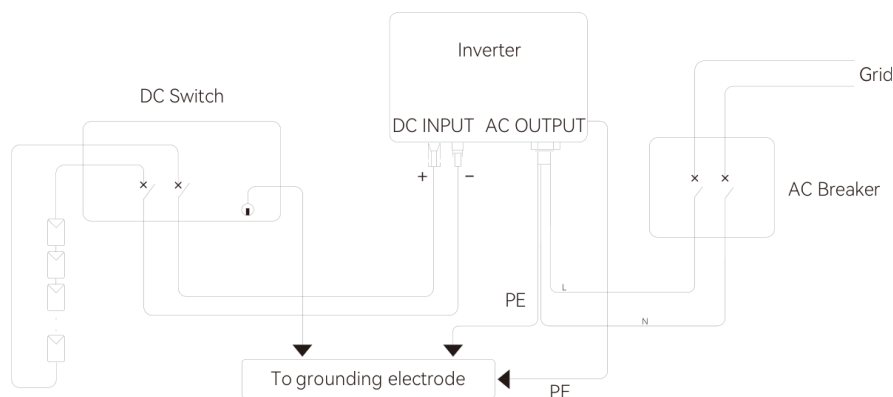 Inverter
Grid
DC Switch
DC INPUT
AC OUTPUT
+
−
AC Breaker
L
PE
N
To grounding electrode
PE